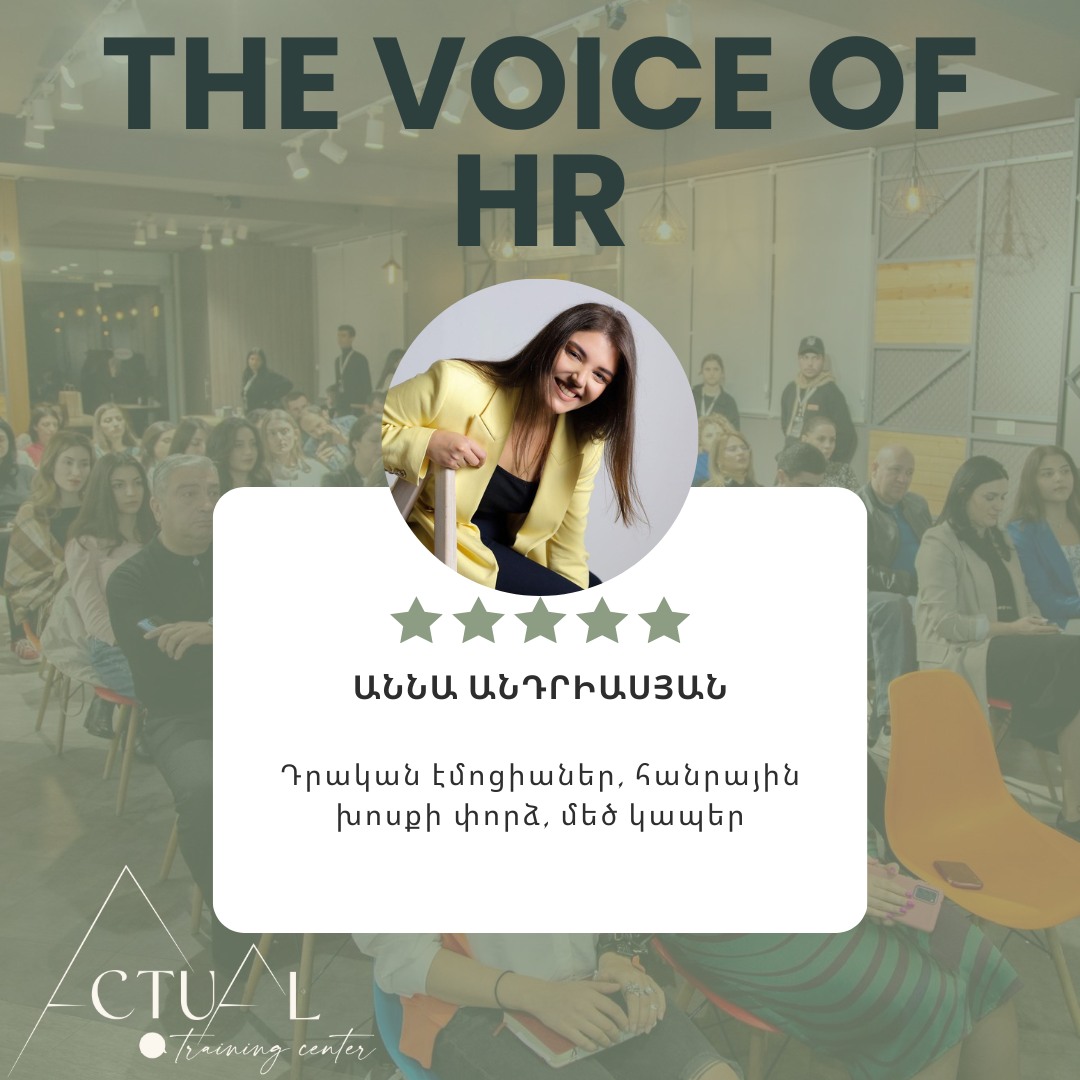 THE VOICE OF
HR
ԱՆՆԱ ԱՆԴՐԻԱՍՅԱՆ
Դրական էմոցիաներ, հանրային
խոսքի փորձ, մեծ կապեր
ACTUAL
training center